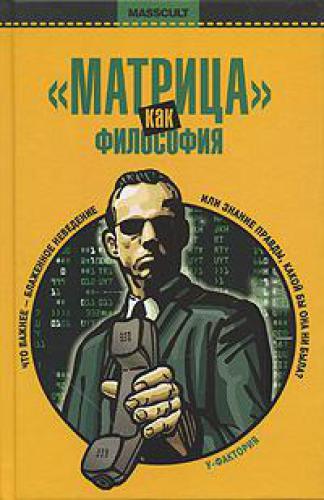 MASSCULT
«МАТРИЦА»
КАК
ФИЛОСОФИЯ
ЧТО ВАЖНЕЕ — БЛАЖЕННОЕ НЕВЕДЕНИЕ
ИЛИ ЗНАНИЕ ПРАВДЫ, КАКОЙ БЫ ОНА НИ БЫЛА?
У-ФАКТОРИЯ